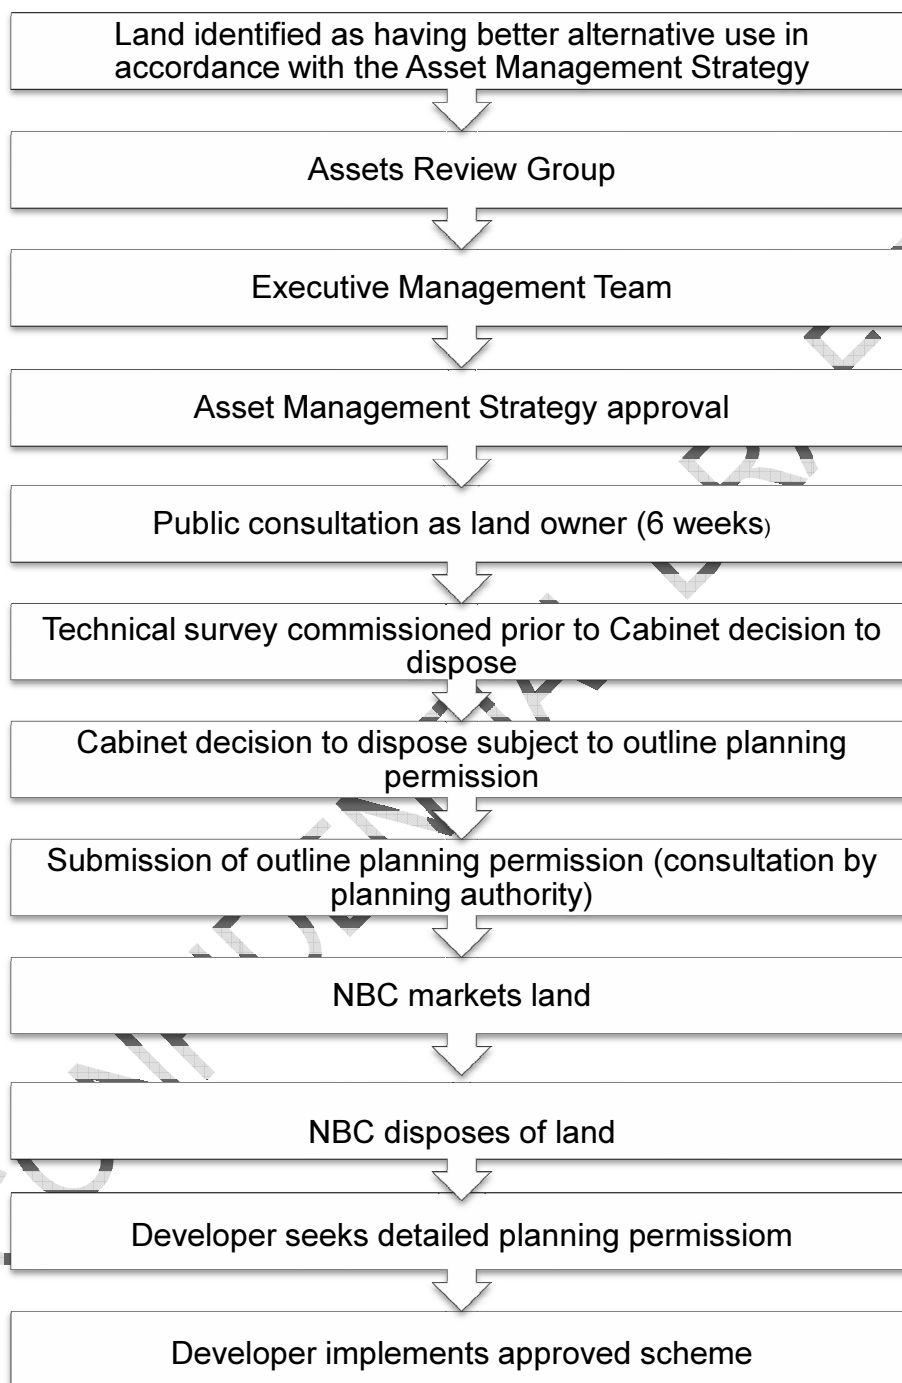 Land identified as having better alternative use in
accordance with the Asset Management Strategy
Assets Review Group
Executive Management Team
Asset Management Strategy approval
Public consultation as land owner (6 weeks)
Technical survey commissioned prior to Cabinet decision to
dispose
Cabinet decision to dispose subject to outline planning
permission
Submission of outline planning permission (consultation by
planning authority)
NBC markets land
NBC disposes of land
Developer seeks detailed planning permissiom
Developer implements approved scheme